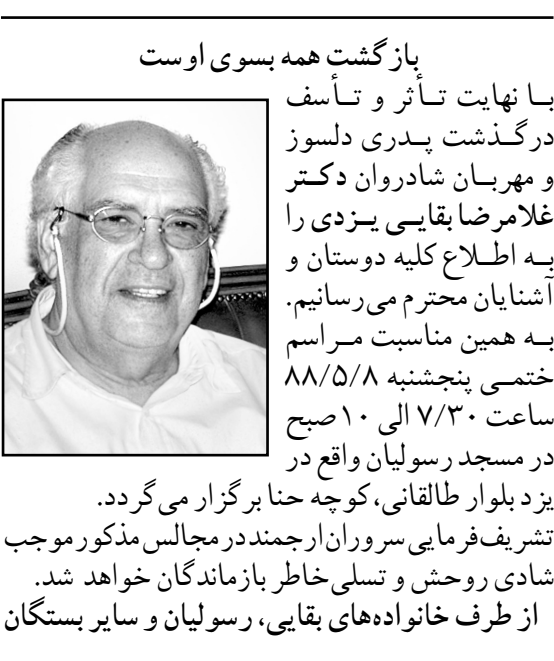 بازگشت همه بسوی اوست
با نهایت تأثر و تأسف
درگذشت پدری دلسوز
و مهربان شادروان دکتر
غلامرضا بقایی یزدی را
به اطلاع کلیه دوستان و
آشنایان محترم می‌رسانیم.
به همین مناسبت مراسم
ختمی پنجشنبه ۸۸/۵/۸
ساعت ۷/۳۰ الی ۱۰ صبح
در مسجد رسولیان واقع در
یزد بلوار طالقانی، کوچه حنا برگزار می‌گردد.
تشریف‌فرمایی سروران ارجمند در مجالس مذکور موجب
شادی روحش و تسلی خاطر بازماندگان خواهد شد.
از طرف خانواده‌های بقایی، رسولیان و سایر بستگان